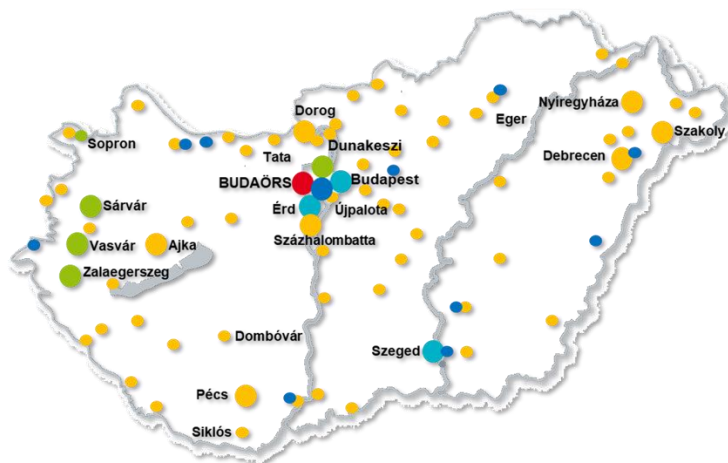 Dorog
Nyíregyháza
Eger
Szakoly
Sopron
Dunakeszi
Tata
Debrecen
BUDAÖRS
Budapest
Sárvár
Érd
Újpalota
Vasvár
Ajka
Százhalombatta
Zalaegerszeg
Dombóvár
Szeged
Pécs
Siklós